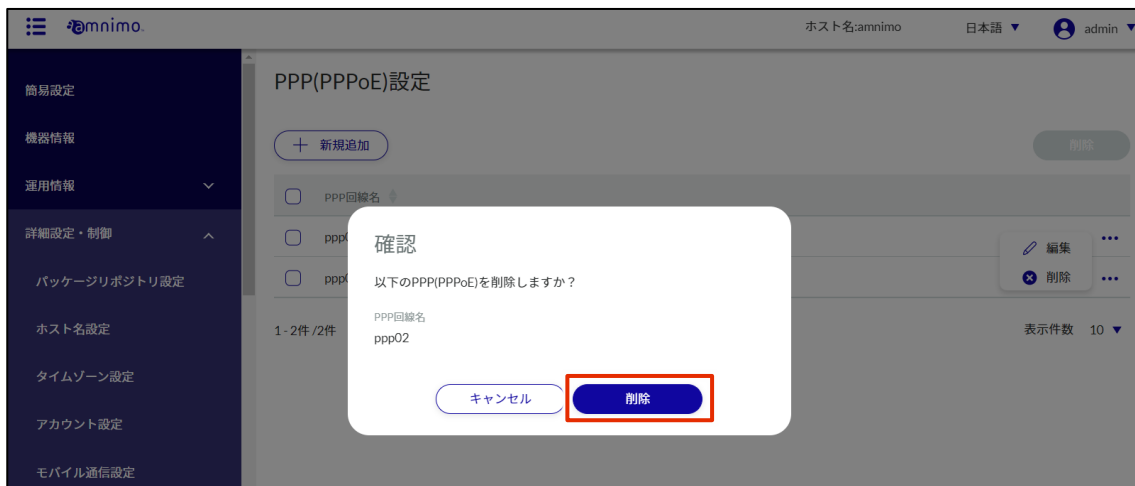 amnimo.
ホスト名:amnimo
日本語 ▼
admin ▼
簡易設定
機器情報
運用情報
詳細設定・制御
パッケージリポジトリ設定
ホスト名設定
タイムゾーン設定
アカウント設定
モバイル通信設定
PPP(PPPoE)設定
+ 新規追加
削除
PPP回線名
編集
削除
1 - 2件 /2件
表示件数 10 ▼
確認
以下のPPP(PPPoE)を削除しますか？
PPP回線名
ppp02
キャンセル
削除